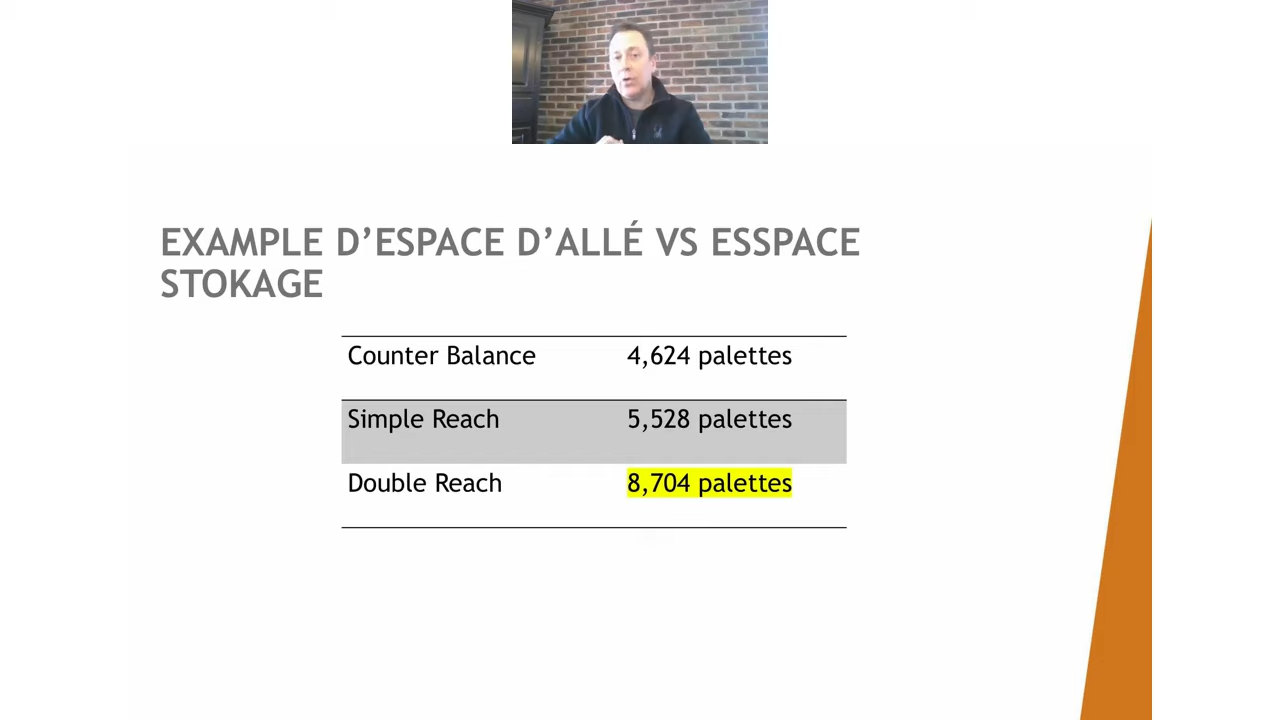 EXAMPLE D’ESPACE D’ALLÉ VS ESSPACE
STOKAGE
Counter Balance 4,624 palettes
Simple Reach 5,528 palettes
Double Reach 8,704 palettes